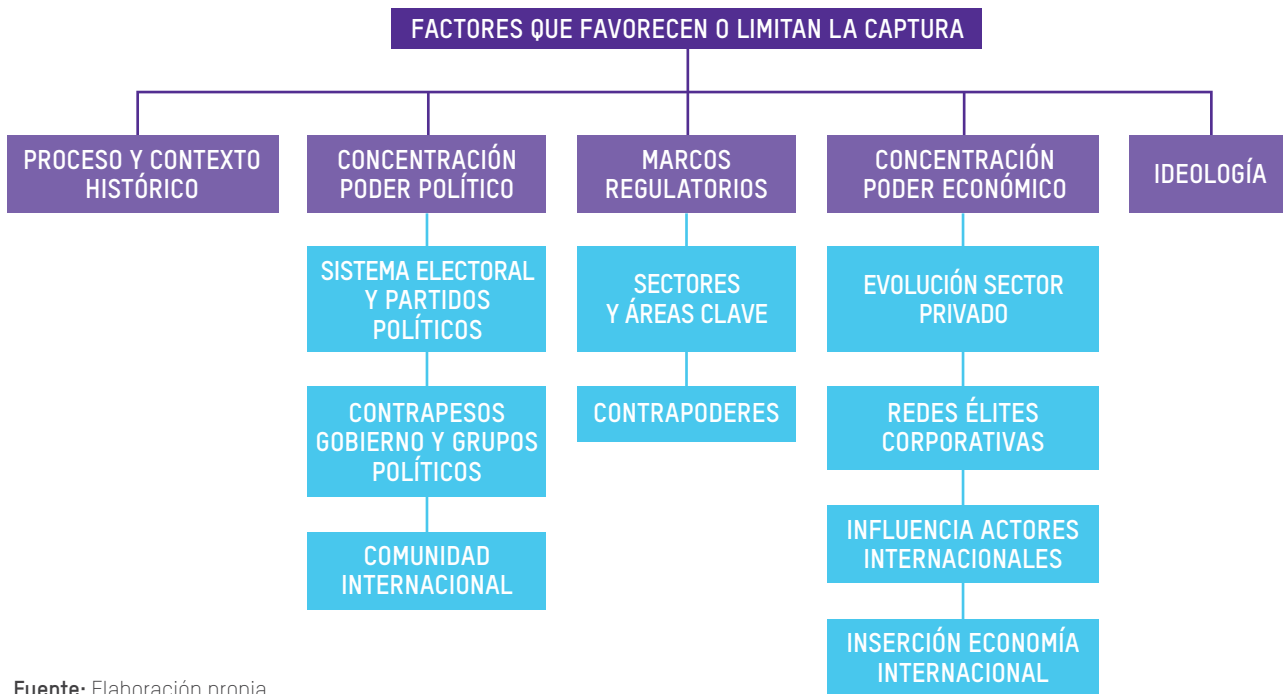 FACTORES QUE FAVORECEN O LIMITAN LA CAPTURA
PROCESO Y CONTEXTO
HISTÓRICO
CONCENTRACIÓN
PODER POLÍTICO
SISTEMA ELECTORAL
Y PARTIDOS
POLÍTICOS
CONTRAPESOS
GOBIERNO Y GRUPOS
POLÍTICOS
COMUNIDAD
INTERNACIONAL
MARCOS
REGULATORIOS
SECTORES
Y ÁREAS CLAVE
CONTRAPODERES
CONCENTRACIÓN
PODER ECONÓMICO
EVOLUCIÓN SECTOR
PRIVADO
REDES ÉLITES
CORPORATIVAS
INFLUENCIA ACTORES
INTERNACIONALES
INSERCIÓN ECONOMÍA
INTERNACIONAL
IDEOLOGÍA
Fuente: Elaboración propia